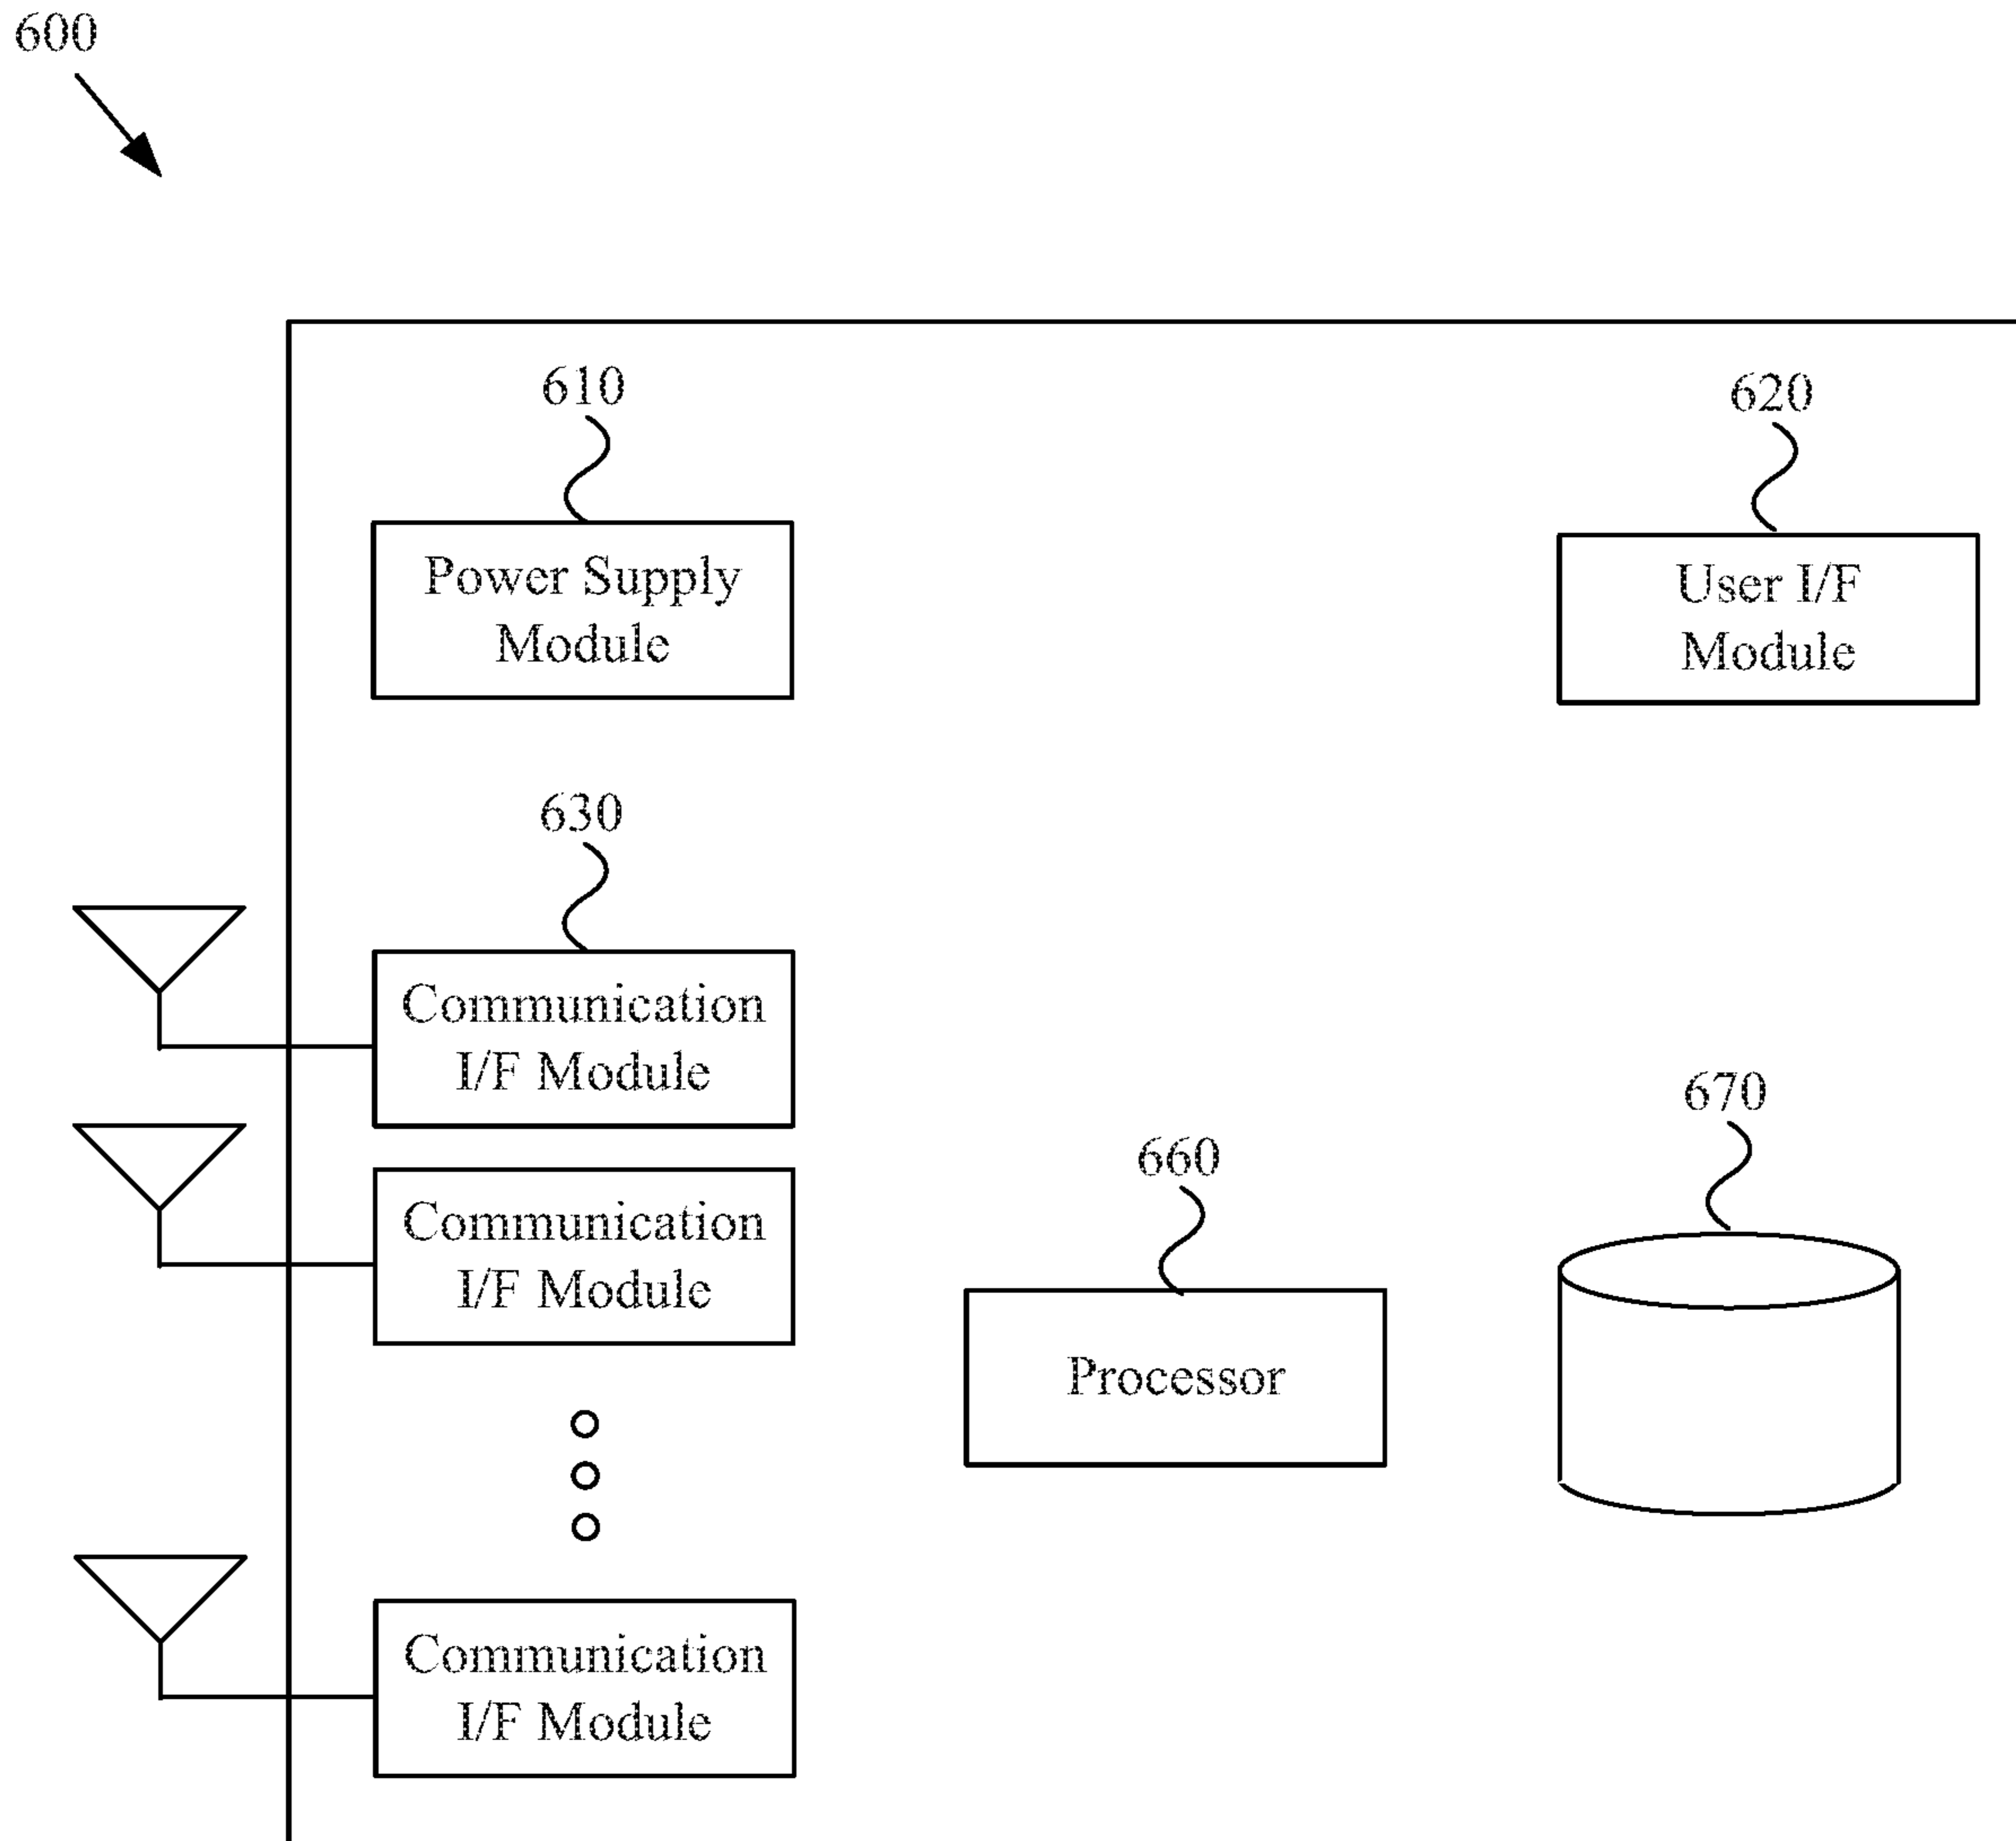 600
610
Power Supply
Module
620
User I/F
Module
630
Communication
I/F Module
Communication
I/F Module
660
Processor
670
Communication
I/F Module